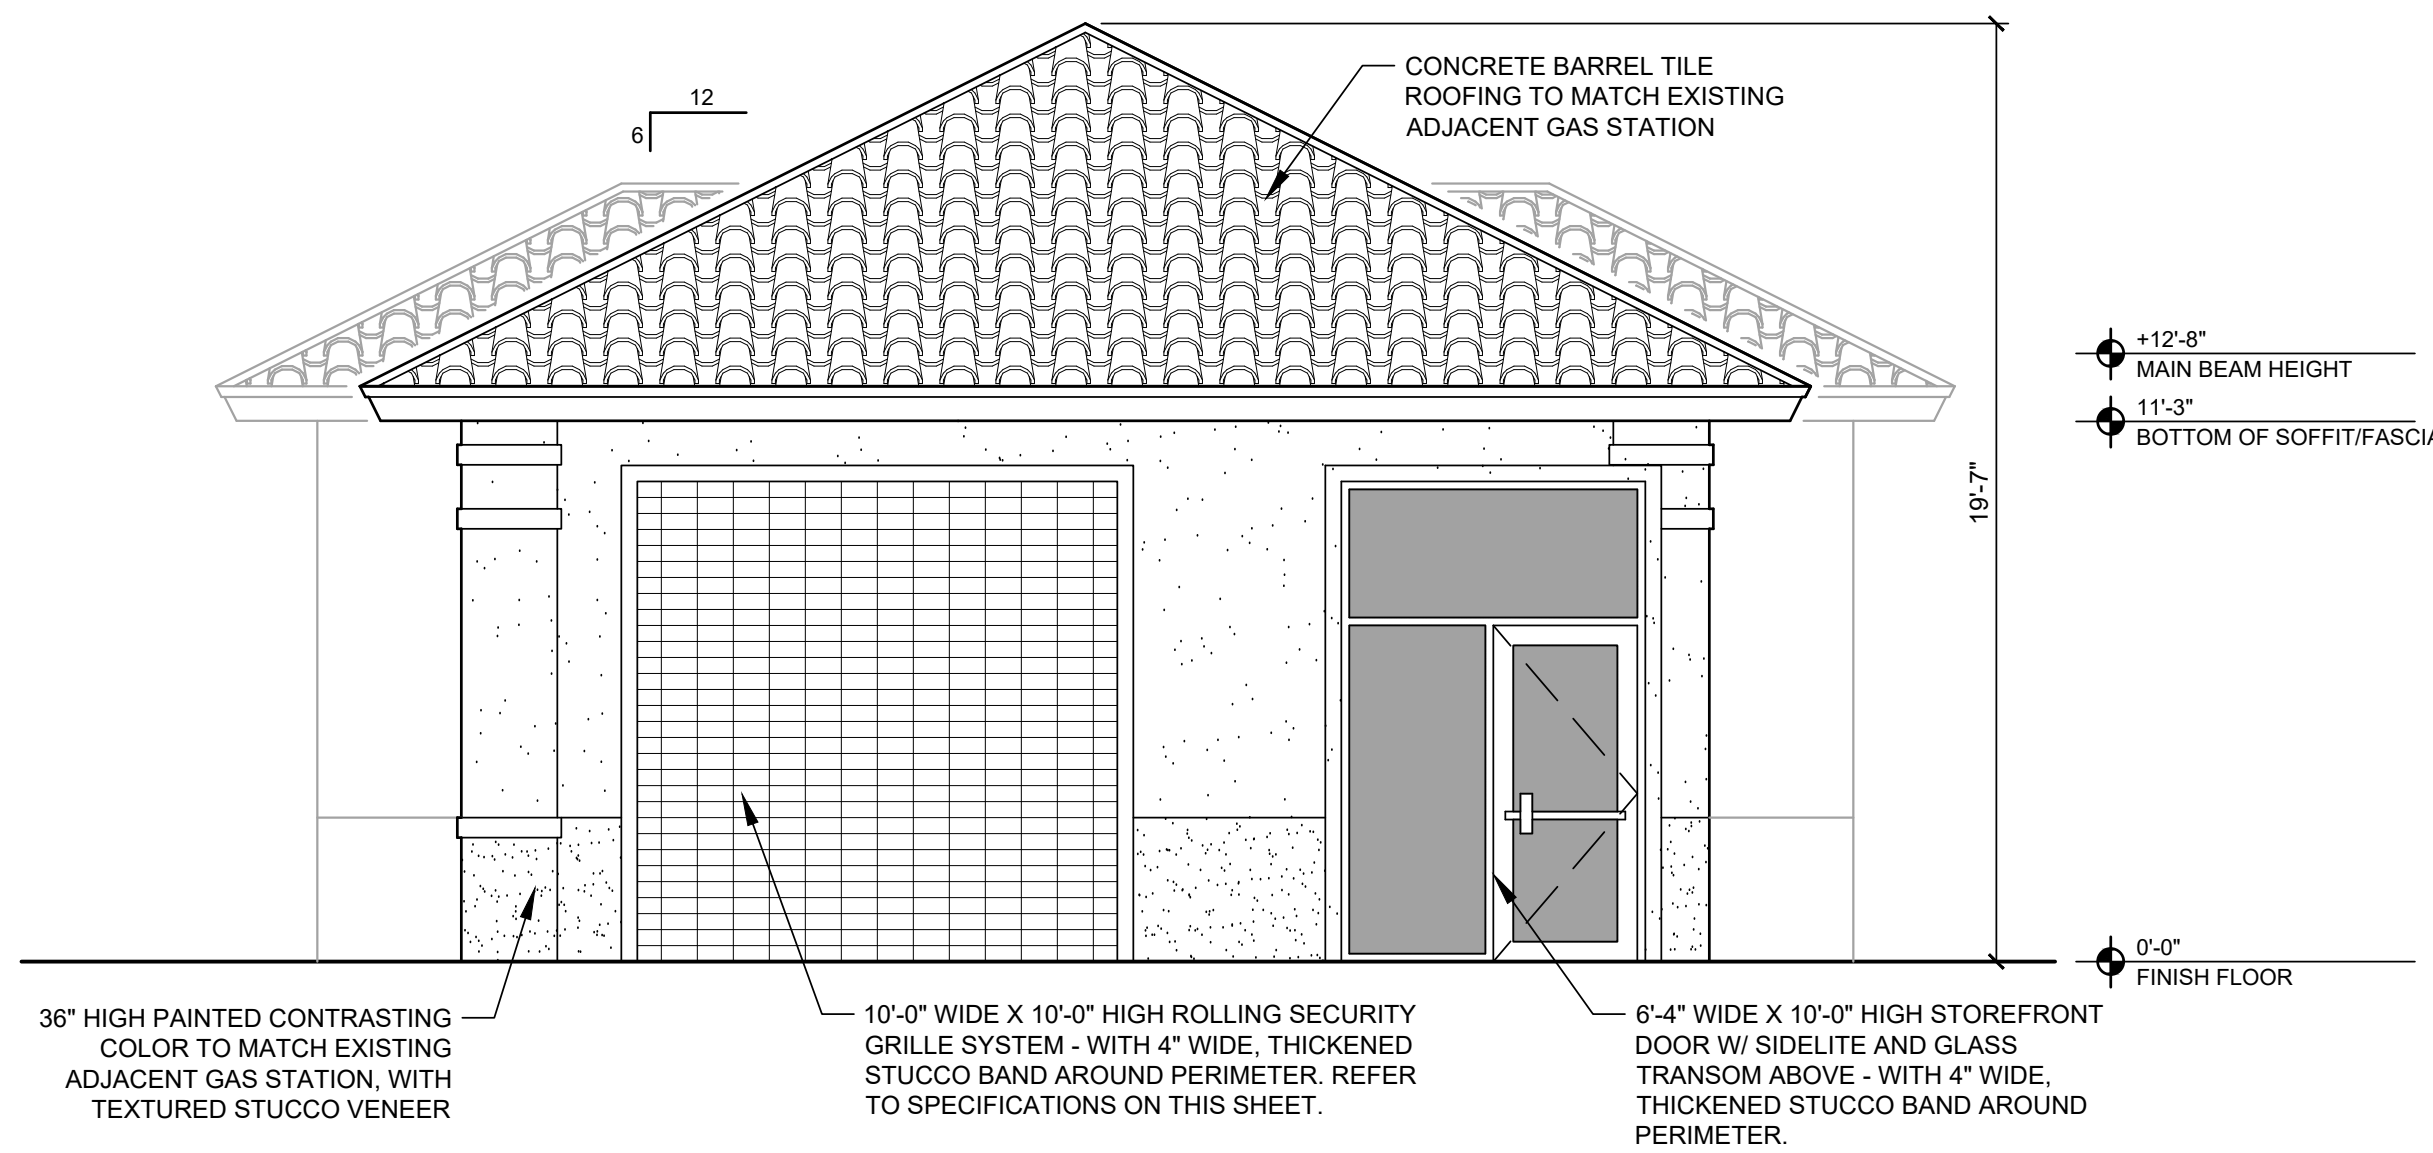 CONCRETE BARREL TILE
ROOFING TO MATCH EXISTING
ADJACENT GAS STATION
12
6
+12'-8"
MAIN BEAM HEIGHT
11'-3"
BOTTOM OF SOFFIT/FASCIA
19'-7"
0'-0"
FINISH FLOOR
36" HIGH PAINTED CONTRASTING
COLOR TO MATCH EXISTING
ADJACENT GAS STATION, WITH
TEXTURED STUCCO VENEER
10'-0" WIDE X 10'-0" HIGH ROLLING SECURITY
GRILLE SYSTEM - WITH 4" WIDE, THICKENED
STUCCO BAND AROUND PERIMETER. REFER
TO SPECIFICATIONS ON THIS SHEET.
6'-4" WIDE X 10'-0" HIGH STOREFRONT
DOOR W/ SIDELITE AND GLASS
TRANSOM ABOVE - WITH 4" WIDE,
THICKENED STUCCO BAND AROUND
PERIMETER.